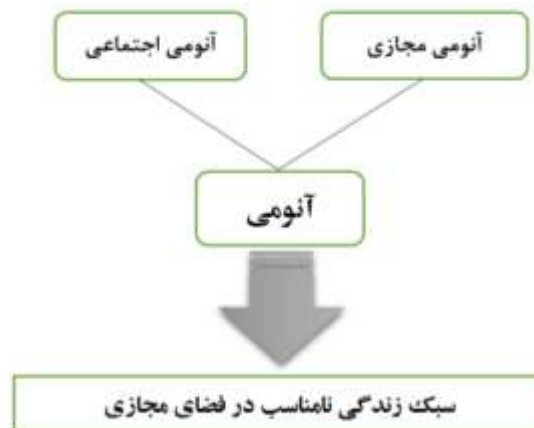 آنومی مجازی
آنومی اجتماعی
آنومی
سبک زندگی نامناسب در فضای مجازی